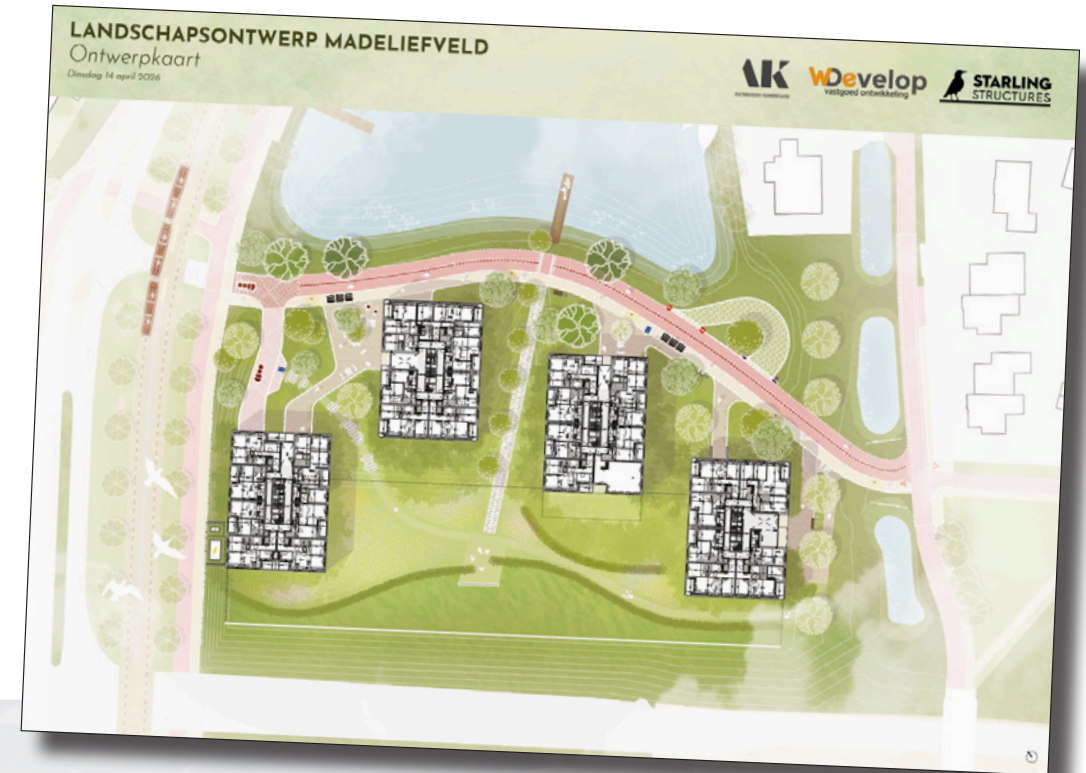 LANDSCHAPSONTWERP MADELIEFVELD
Ontwerpkaart
Dinsdag 14 april 2026
AK
WDevelop
vastgoed ontwikkeling
STARLING
STRUCTURES